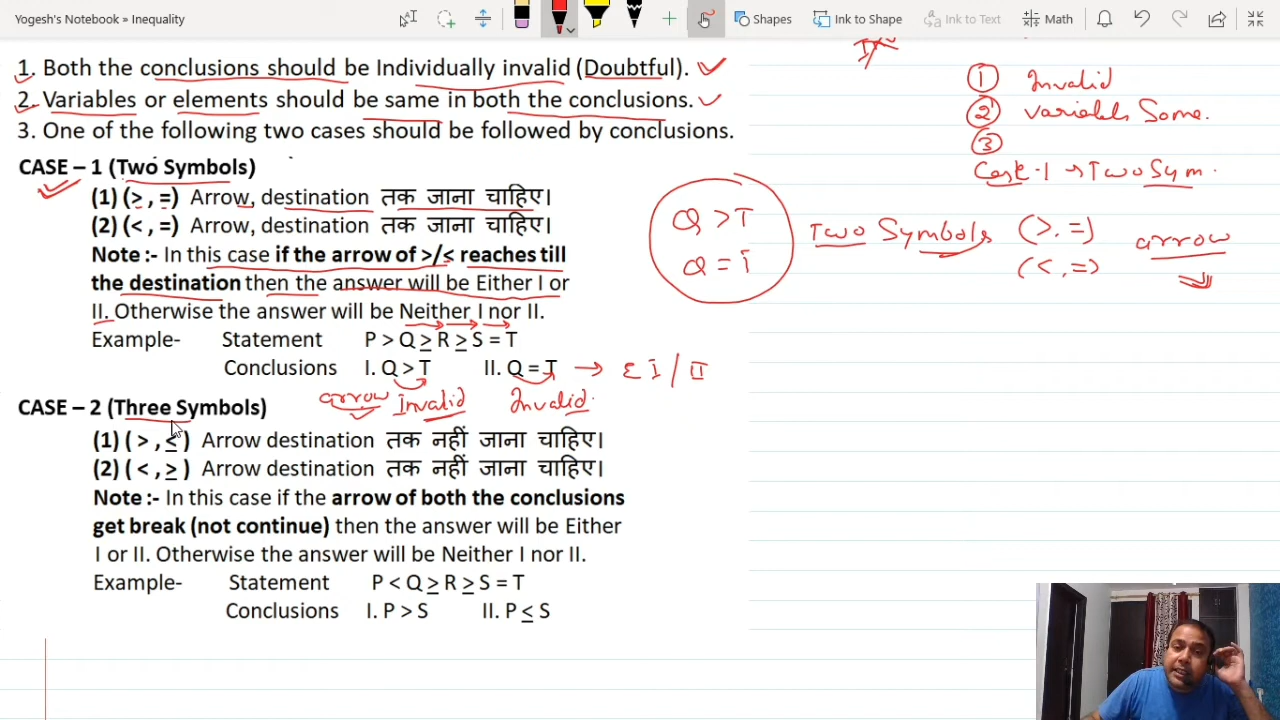 Yogesh's Notebook » Inequality
Shapes
Ink to Shape
Ink to Text
Math
1. Both the conclusions should be Individually invalid (Doubtful).
2. Variables or elements should be same in both the conclusions.
3. One of the following two cases should be followed by conclusions.
CASE – 1 (Two Symbols)
(1) (> , =) Arrow, destination तक जाना चाहिए।
(2) (< , =) Arrow, destination तक जाना चाहिए।
Note :- In this case if the arrow of >/< reaches till
the destination then the answer will be Either I or
II. Otherwise the answer will be Neither I nor II.
Example- Statement P > Q ≥ R ≥ S = T
Conclusions I. Q > T II. Q = T → E I / II
arrow Invalid Invalid.
CASE – 2 (Three Symbols)
(1) ( > , ≤ ) Arrow destination तक नहीं जाना चाहिए।
(2) ( < , ≥ ) Arrow destination तक नहीं जाना चाहिए।
Note :- In this case if the arrow of both the conclusions
get break (not continue) then the answer will be Either
I or II. Otherwise the answer will be Neither I nor II.
Example- Statement P < Q ≥ R ≥ S = T
Conclusions I. P > S II. P ≤ S
① Invalid
② Variables Same.
③
Case-1 → Two Sym.
Q > T
Q = T
Two Symbols (>, =) arrow
(<, =)